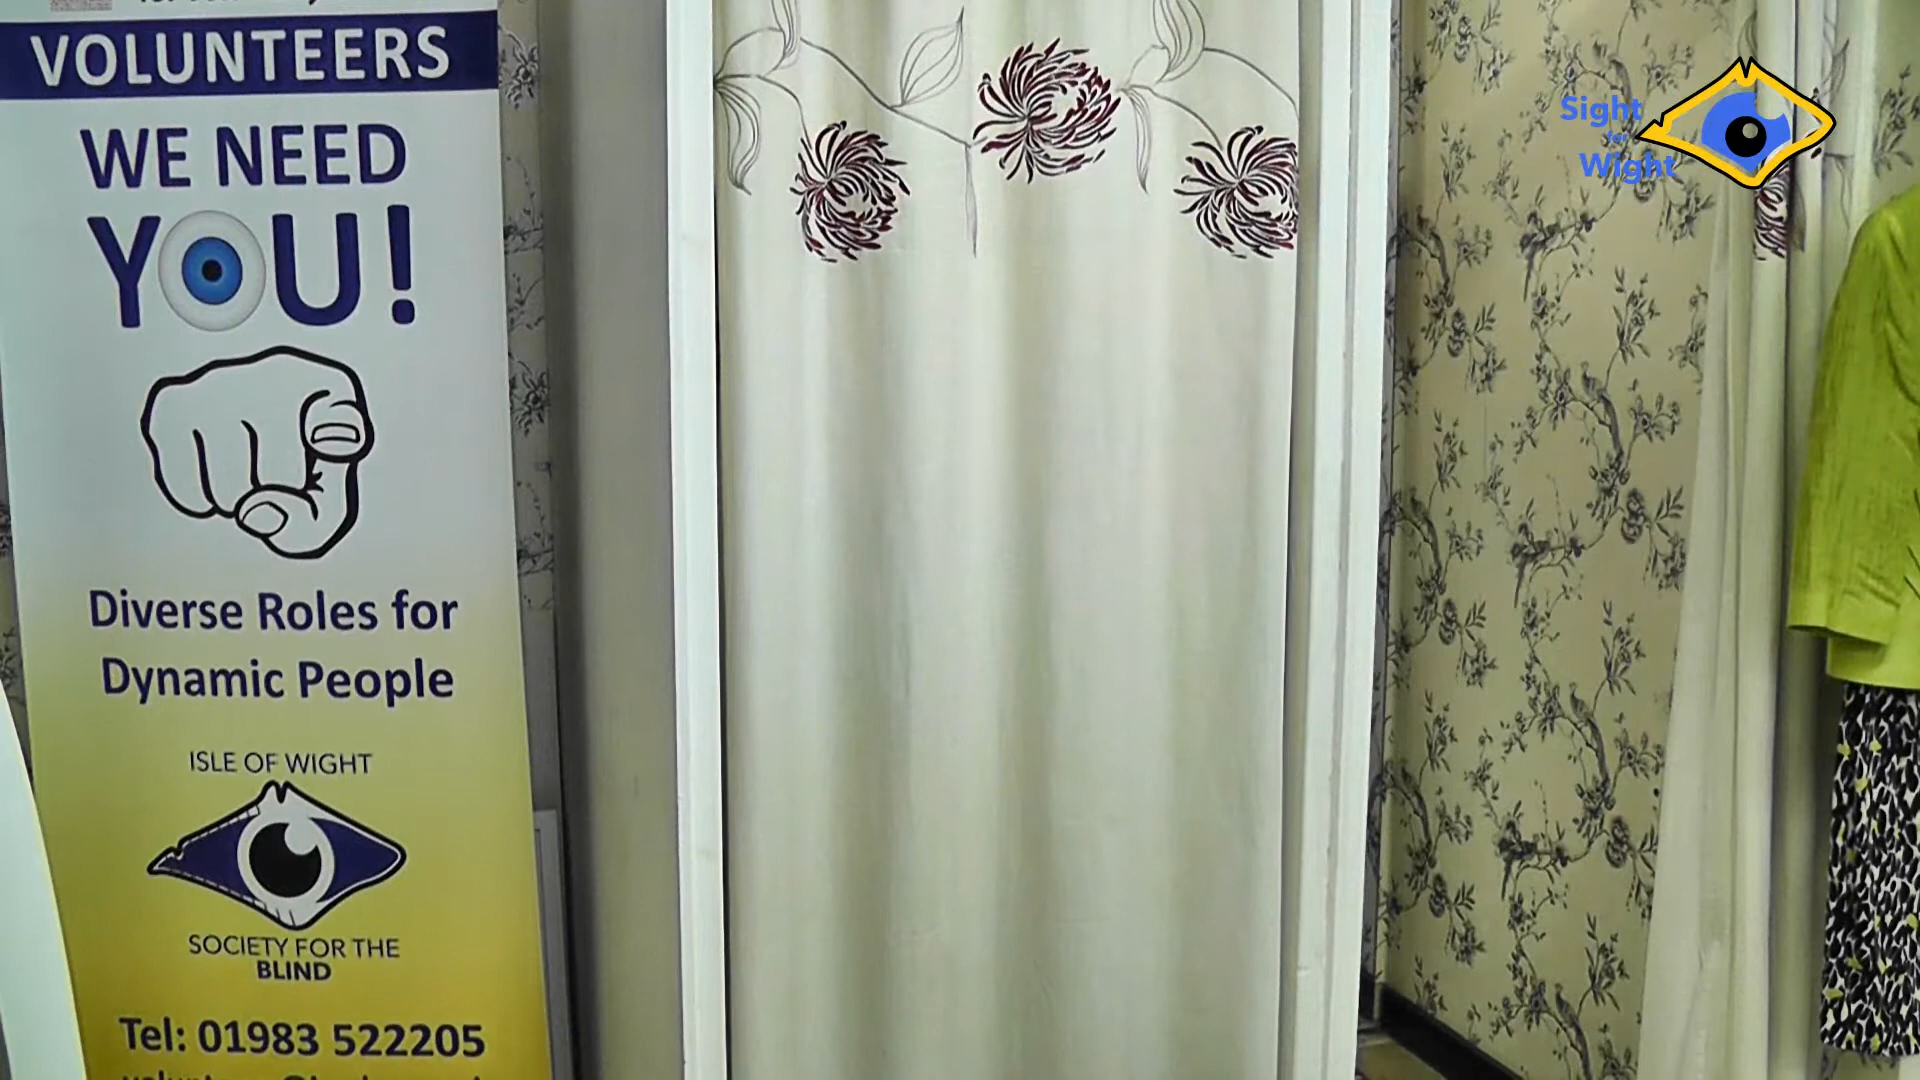 VOLUNTEERS
WE NEED
YOU!
Diverse Roles for
Dynamic People
ISLE OF WIGHT
SOCIETY FOR THE
BLIND
Tel: 01983 522205
Sight
for
Wight